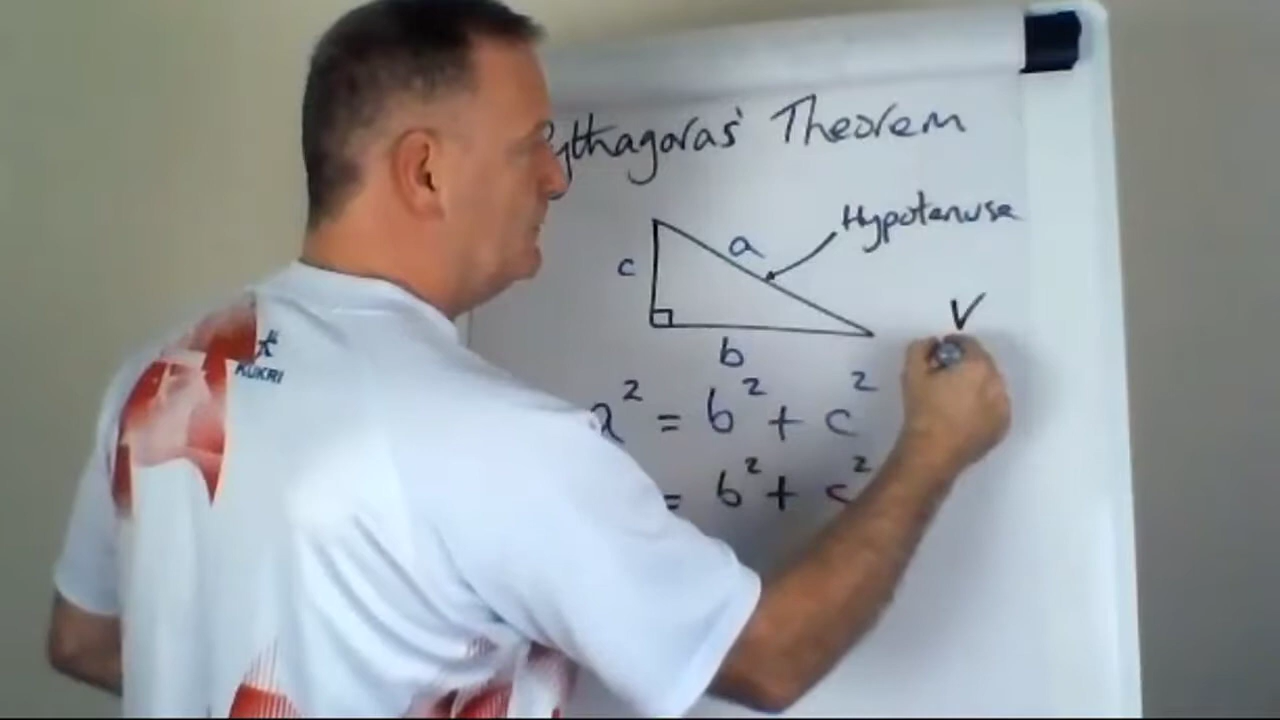 ythagoras' Theorem
Hypotenuse
a
c
b
V
a² = b² + c²
= b² + c²
KUKRI